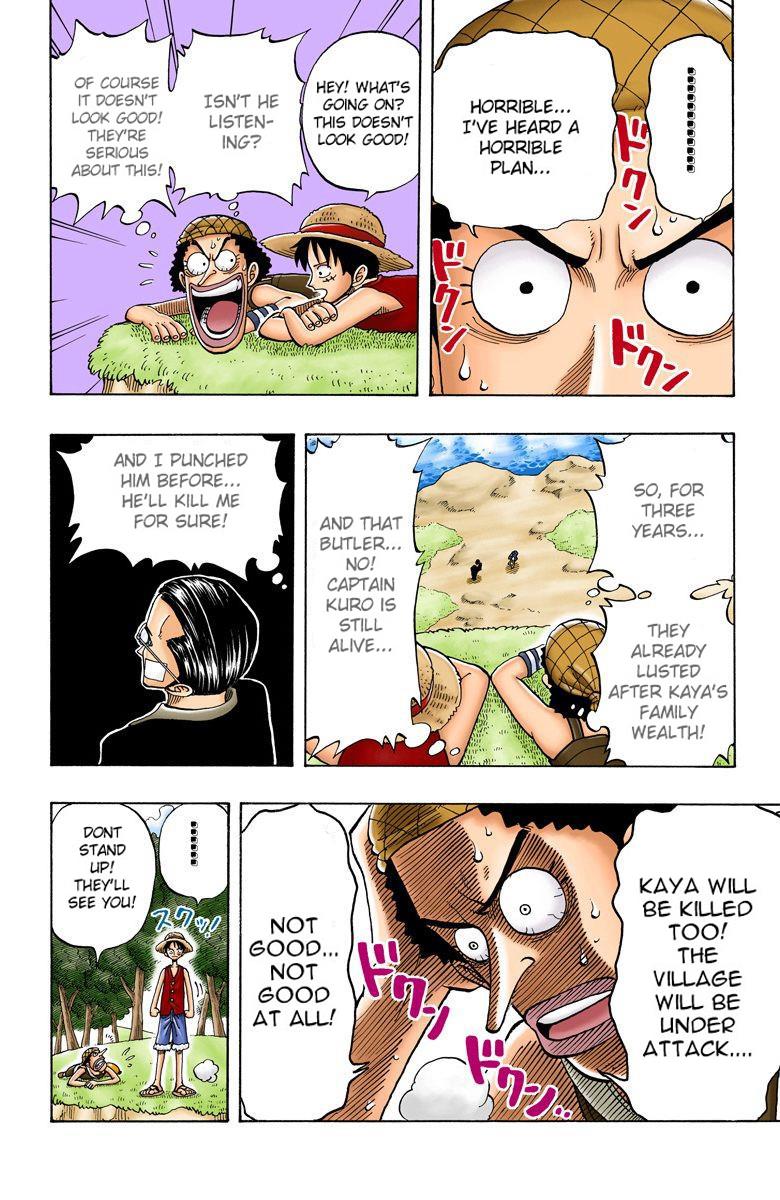 ............
HORRIBLE...
I'VE HEARD A
HORRIBLE
PLAN...
ドクン
ドクン
ドクン
HEY! WHAT'S
GOING ON?
THIS DOESN'T
LOOK GOOD!
ISN'T HE
LISTEN-
ING?
OF COURSE
IT DOESN'T
LOOK GOOD!
THEY'RE
SERIOUS
ABOUT THIS!
SO, FOR
THREE
YEARS...
THEY
ALREADY
LUSTED
AFTER KAYA'S
FAMILY
WEALTH!
AND THAT
BUTLER...
NO!
CAPTAIN
KURO IS
STILL
ALIVE...
AND I PUNCHED
HIM BEFORE...
HE'LL KILL ME
FOR SURE!
KAYA WILL
BE KILLED
TOO!
THE
VILLAGE
WILL BE
UNDER
ATTACK....
NOT
GOOD...
NOT
GOOD
AT ALL!
ドクン
ドクン..
......
スクッ!
DONT
STAND
UP!
THEY'LL
SEE YOU!